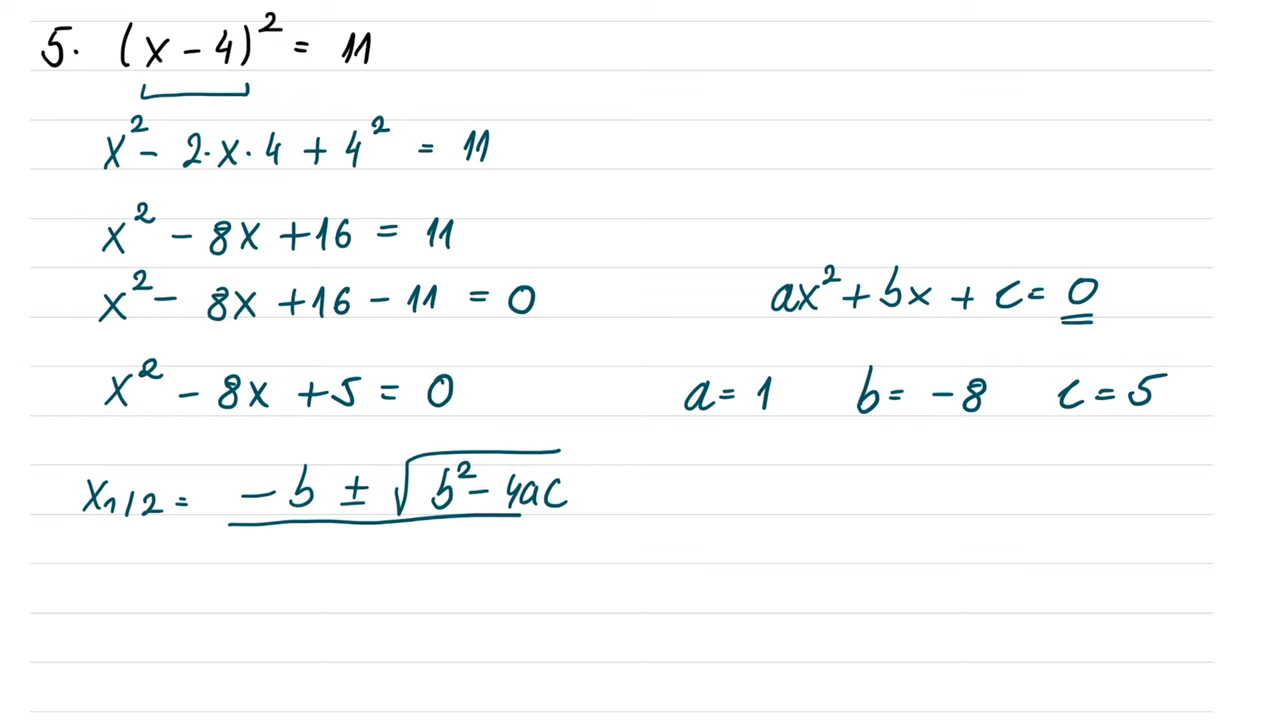 5. (x - 4)² = 11
x² - 2·x·4 + 4² = 11
x² - 8x + 16 = 11
x² - 8x + 16 - 11 = 0
ax² + bx + c = 0
x² - 8x + 5 = 0
a = 1 b = -8 c = 5
x₁/₂ = -b ± √(b² - 4ac)